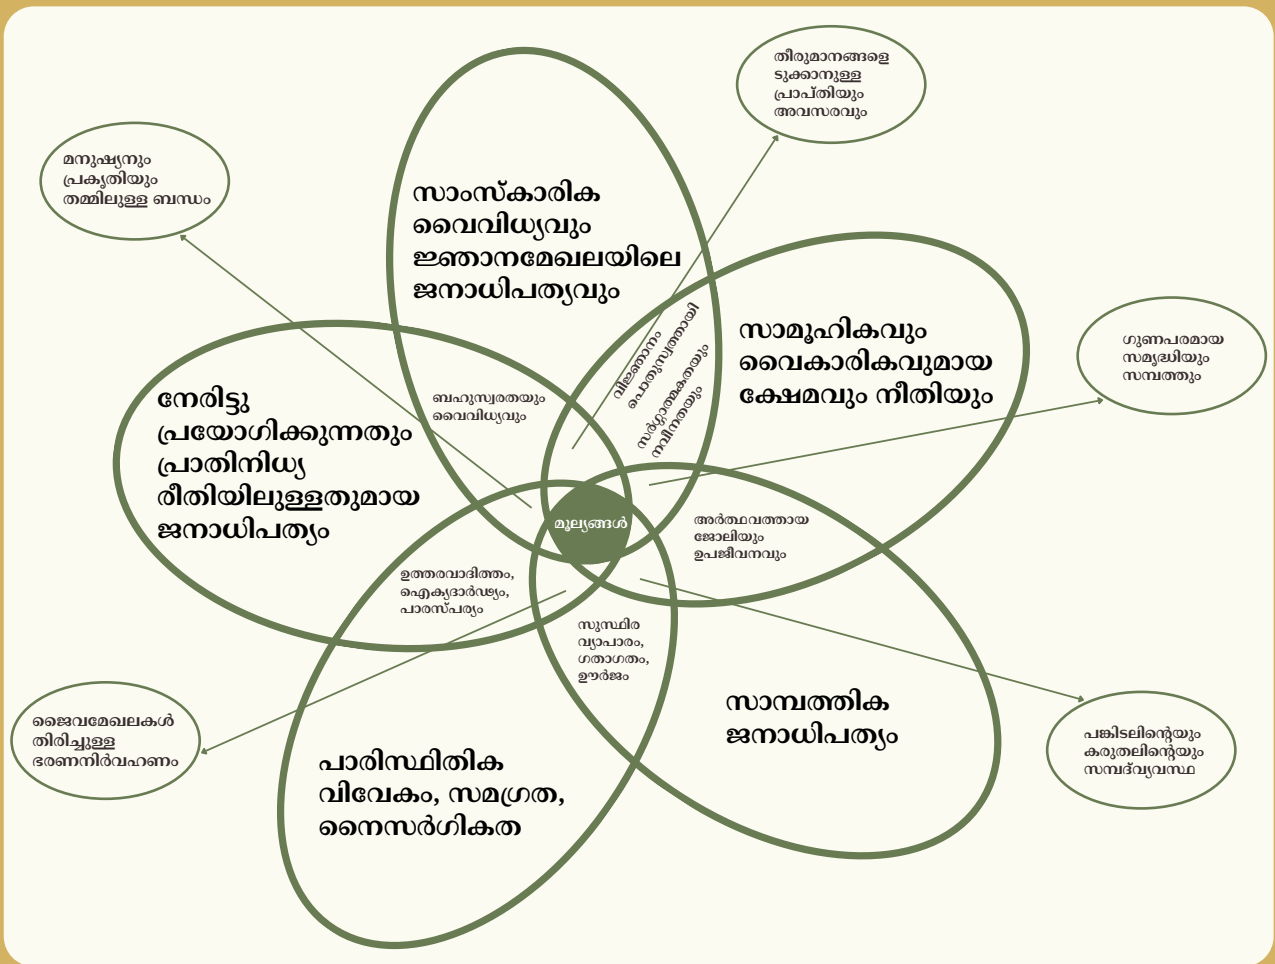 തീരുമാനങ്ങളെ
ടുക്കാനുള്ള
പ്രാപ്തിയും
അവസരവും
മനുഷ്യനും
പ്രകൃതിയും
തമ്മിലുള്ള ബന്ധം
സാംസ്കാരിക
വൈവിധ്യവും
ജ്ഞാനമേഖലയിലെ
ജനാധിപത്യവും
സാമൂഹികവും
വൈകാരികവുമായ
ക്ഷേമവും നീതിയും
ഗുണപരമായ
സമൃദ്ധിയും
സമ്പത്തും
വിജ്ഞാനം
പൊതുസ്വത്തായി
സർഗ്ഗാത്മകതയും
നവീനതയും
ബഹുസ്വരതയും
വൈവിധ്യവും
നേരിട്ടു
പ്രയോഗിക്കുന്നതും
പ്രാതിനിധ്യ
രീതിയിലുള്ളതുമായ
ജനാധിപത്യം
മൂല്യങ്ങൾ
അർത്ഥവത്തായ
ജോലിയും
ഉപജീവനവും
ഉത്തരവാദിത്തം,
ഐക്യദാർഢ്യം,
പാരസ്പര്യം
സുസ്ഥിര
വ്യാപാരം,
ഗതാഗതം,
ഊർജം
സാമ്പത്തിക
ജനാധിപത്യം
ജൈവമേഖലകൾ
തിരിച്ചുള്ള
ഭരണനിർവഹണം
പങ്കിടലിന്റെയും
കരുതലിന്റെയും
സമ്പദ്‌വ്യവസ്ഥ
പാരിസ്ഥിതിക
വിവേകം, സമഗ്രത,
നൈസർഗികത